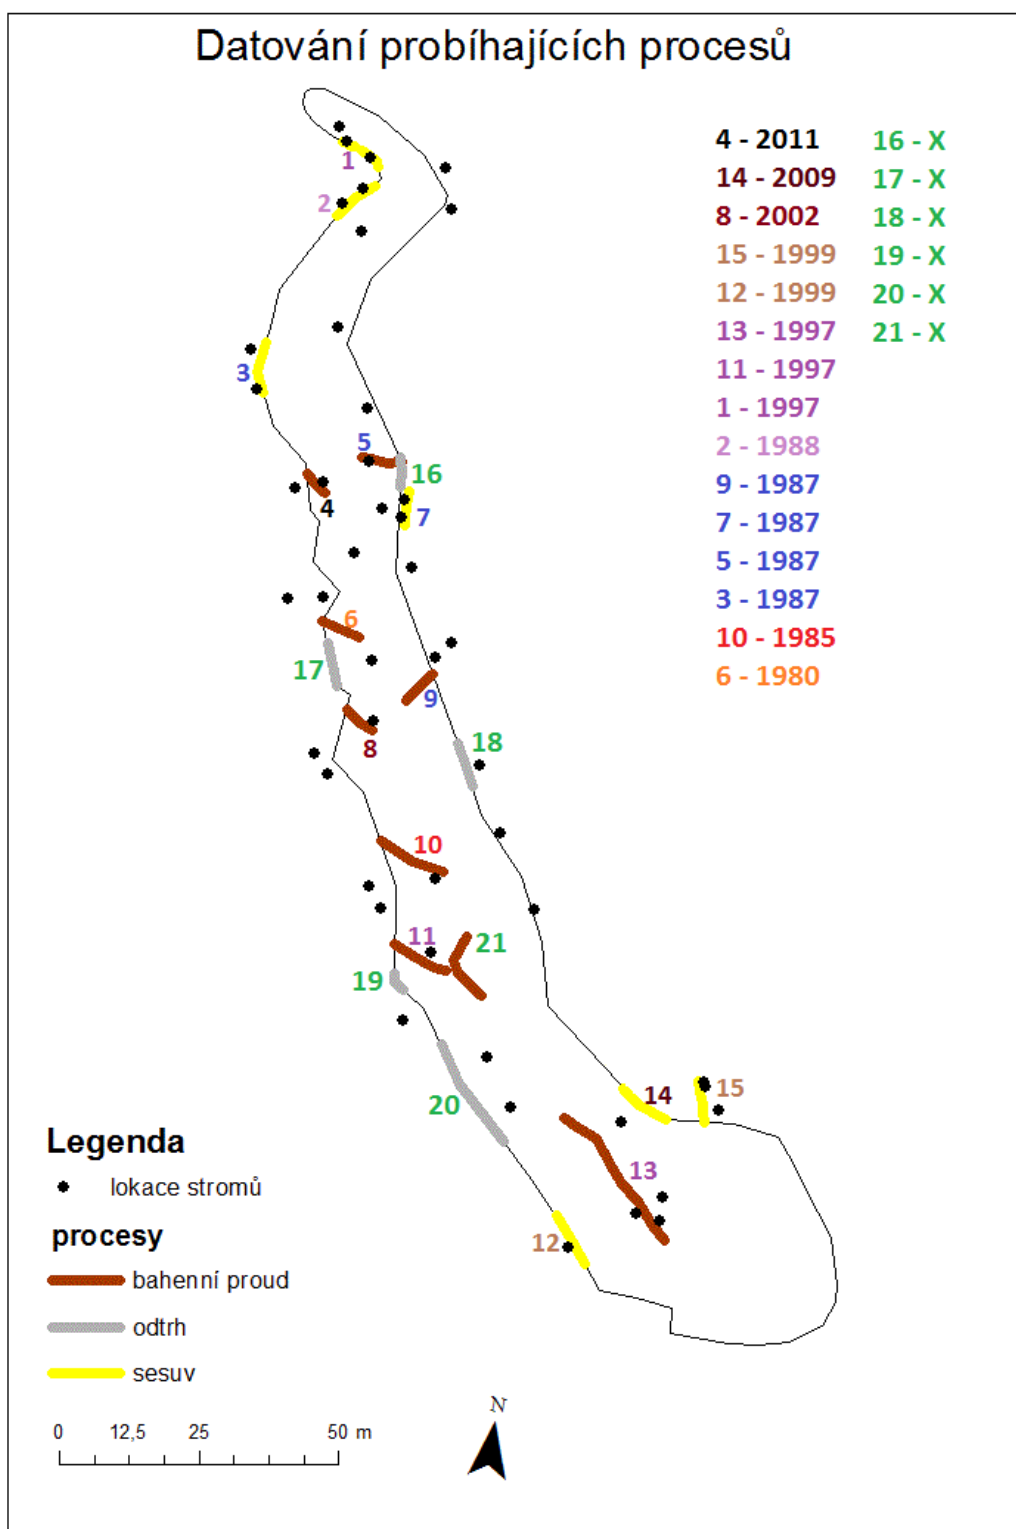 Datování probíhajících procesů
4 - 2011
14 - 2009
8 - 2002
15 - 1999
12 - 1999
13 - 1997
11 - 1997
1 - 1997
2 - 1988
9 - 1987
7 - 1987
5 - 1987
3 - 1987
10 - 1985
6 - 1980
16 - X
17 - X
18 - X
19 - X
20 - X
21 - X
1
2
3
5
16
4
7
6
17
9
8
18
10
11
21
19
20
14
15
13
12
Legenda
lokace stromů
procesy
bahenní proud
odtrh
sesuv
0 12,5 25 50 m
N